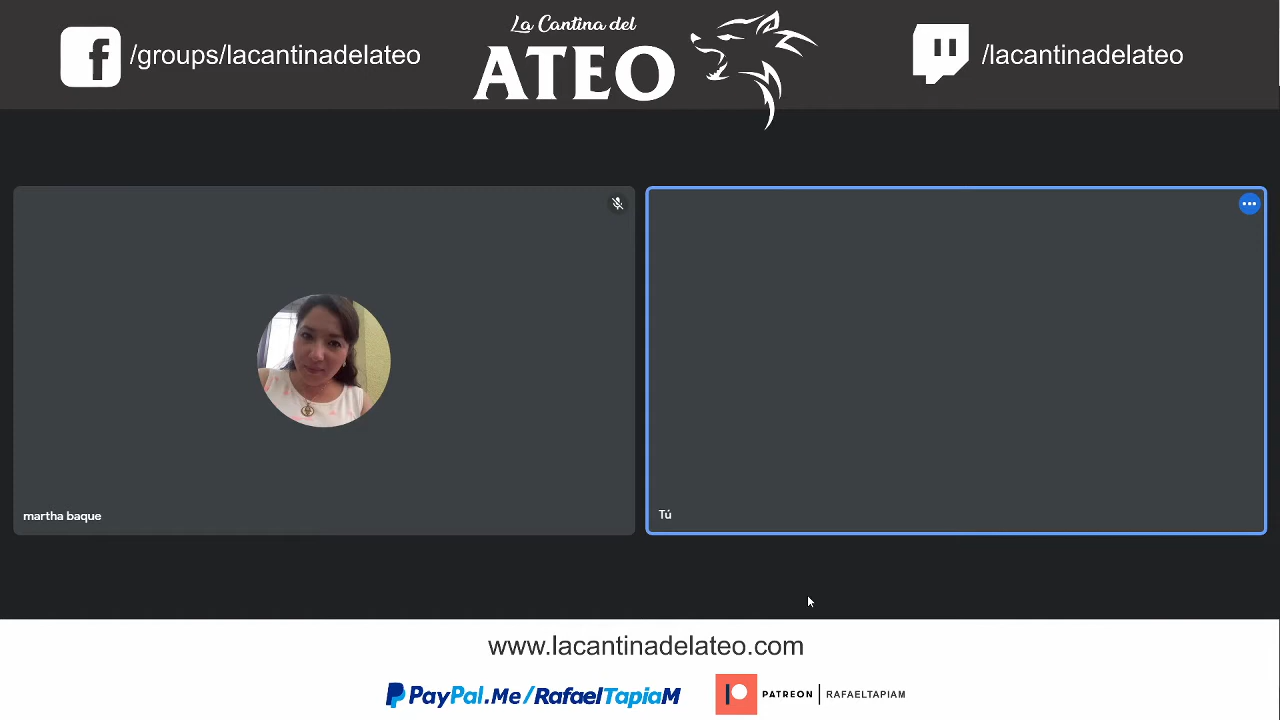 /groups/lacantinadelateo
La Cantina del
ATEO
/lacantinadelateo
martha baque
Tú
www.lacantinadelateo.com
PayPal.Me/RafaelTapiaM
PATREON | RAFAELTAPIAM